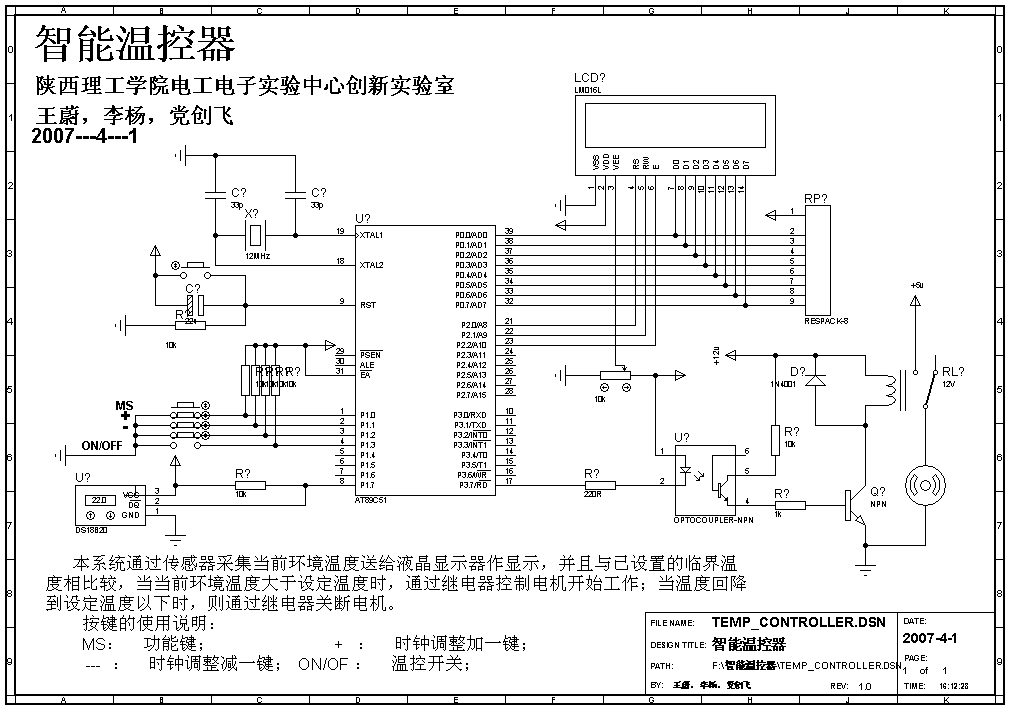 智能温控器
陕西理工学院电工电子实验中心创新实验室
王蔚，李杨，党创飞
2007---4---1
A B C D E F G H J K
0 1 2 3 4 5 6 7 8 9
LCD?
LM016L
VSS VDD VEE RS RW E D0 D1 D2 D3 D4 D5 D6 D7
1 2 3 4 5 6 7 8 9 10 11 12 13 14
C?
33p
C?
33p
X?
12MHz
C?
22u
R?
10k
U?
19 XTAL1
18 XTAL2
9 RST
29 PSEN
30 ALE
31 EA
1 P1.0
2 P1.1
3 P1.2
4 P1.3
5 P1.4
6 P1.5
7 P1.6
8 P1.7
P0.0/AD0 39
P0.1/AD1 38
P0.2/AD2 37
P0.3/AD3 36
P0.4/AD4 35
P0.5/AD5 34
P0.6/AD6 33
P0.7/AD7 32
P2.0/A8 21
P2.1/A9 22
P2.2/A10 23
P2.3/A11 24
P2.4/A12 25
P2.5/A13 26
P2.6/A14 27
P2.7/A15 28
P3.0/RXD 10
P3.1/TXD 11
P3.2/INT0 12
P3.3/INT1 13
P3.4/T0 14
P3.5/T1 15
P3.6/WR 16
P3.7/RD 17
AT89C51
RP?
1
2
3
4
5
6
7
8
9
RESPACK-8
R?
10k
MS
+
-
ON/OFF
U?
22.0
VCC 3
DQ 2
GND 1
DS18B20
R?
10k
10k
R?
220R
U?
1
2
6
5
4
OPTOCOUPLER-NPN
+12v
D?
1N4001
R?
10k
R?
1k
Q?
NPN
+5v
RL?
12V
本系统通过传感器采集当前环境温度送给液晶显示器作显示，并且与已设置的临界温
度相比较，当当前环境温度大于设定温度时，通过继电器控制电机开始工作；当温度回降
到设定温度以下时，则通过继电器关断电机。
按键的使用说明：
MS： 功能键； + ： 时钟调整加一键；
--- ： 时钟调整减一键； ON/OF ： 温控开关；
FILE NAME: TEMP_CONTROLLER.DSN
DESIGN TITLE: 智能温控器
PATH: F:\智能温控器\TEMP_CONTROLLER.DSN
BY: 王蔚，李杨，党创飞 REV: 1.0
DATE:
2007-4-1
PAGE:
1 of 1
TIME: 16:12:28